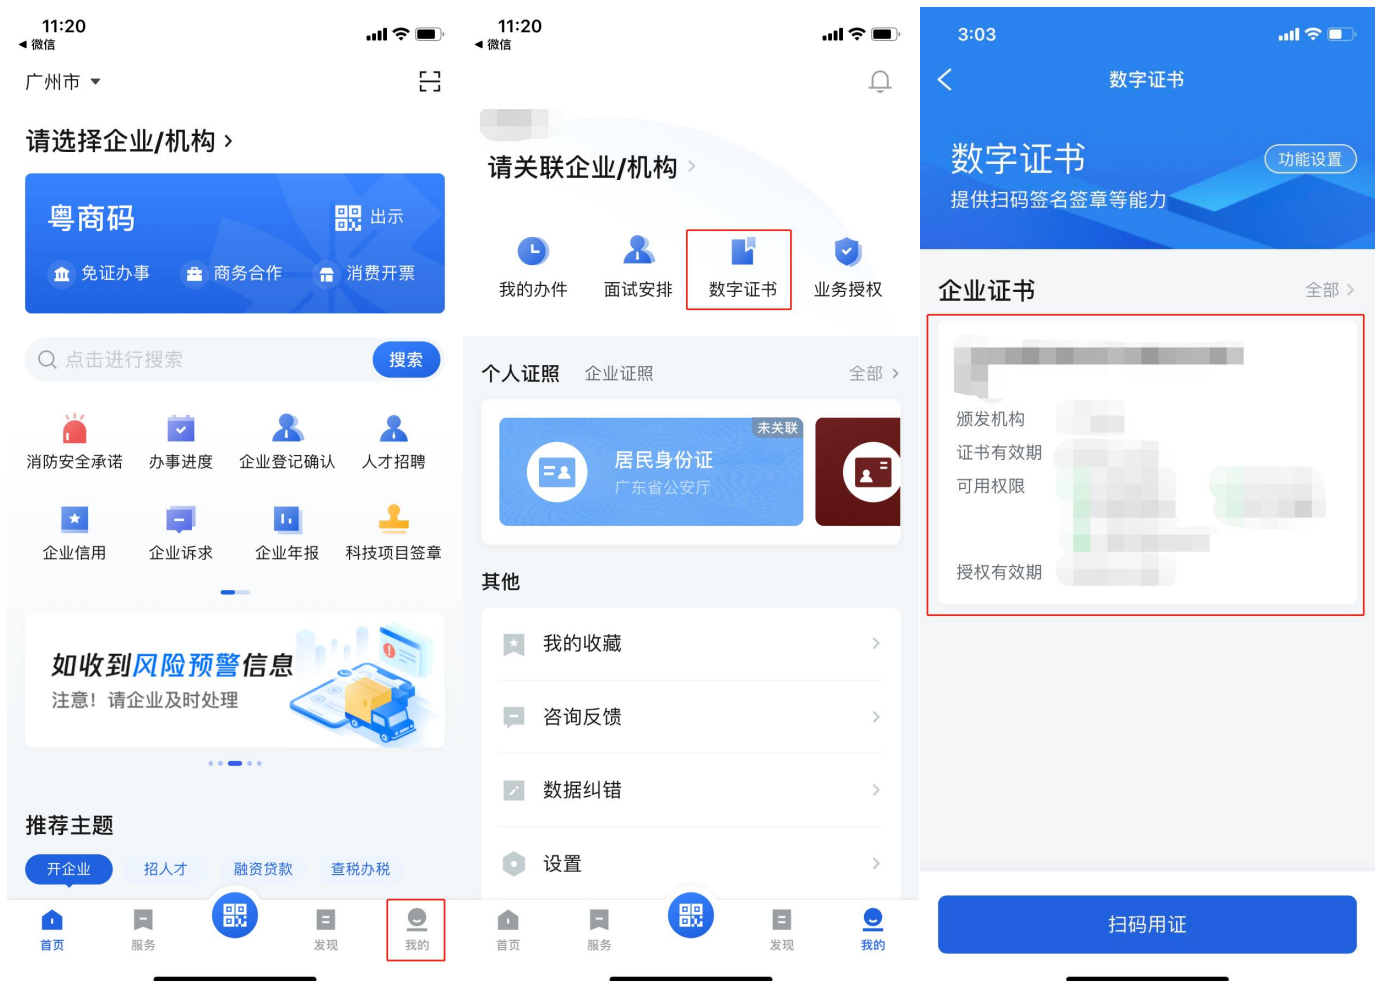 11:20
微信
广州市
请选择企业/机构
粤商码
出示
免证办事
商务合作
消费开票
点击进行搜索
搜索
消防安全承诺
办事进度
企业登记确认
人才招聘
企业信用
企业诉求
企业年报
科技项目签章
如收到风险预警信息
注意！请企业及时处理
推荐主题
开企业
招人才
融资贷款
查税办税
首页
服务
发现
我的
11:20
微信
请关联企业/机构
我的办件
面试安排
数字证书
业务授权
个人证照
企业证照
全部
未关联
居民身份证
广东省公安厅
其他
我的收藏
咨询反馈
数据纠错
设置
首页
服务
发现
我的
3:03
数字证书
数字证书
功能设置
提供扫码签名签章等能力
企业证书
全部
颁发机构
证书有效期
可用权限
授权有效期
扫码用证